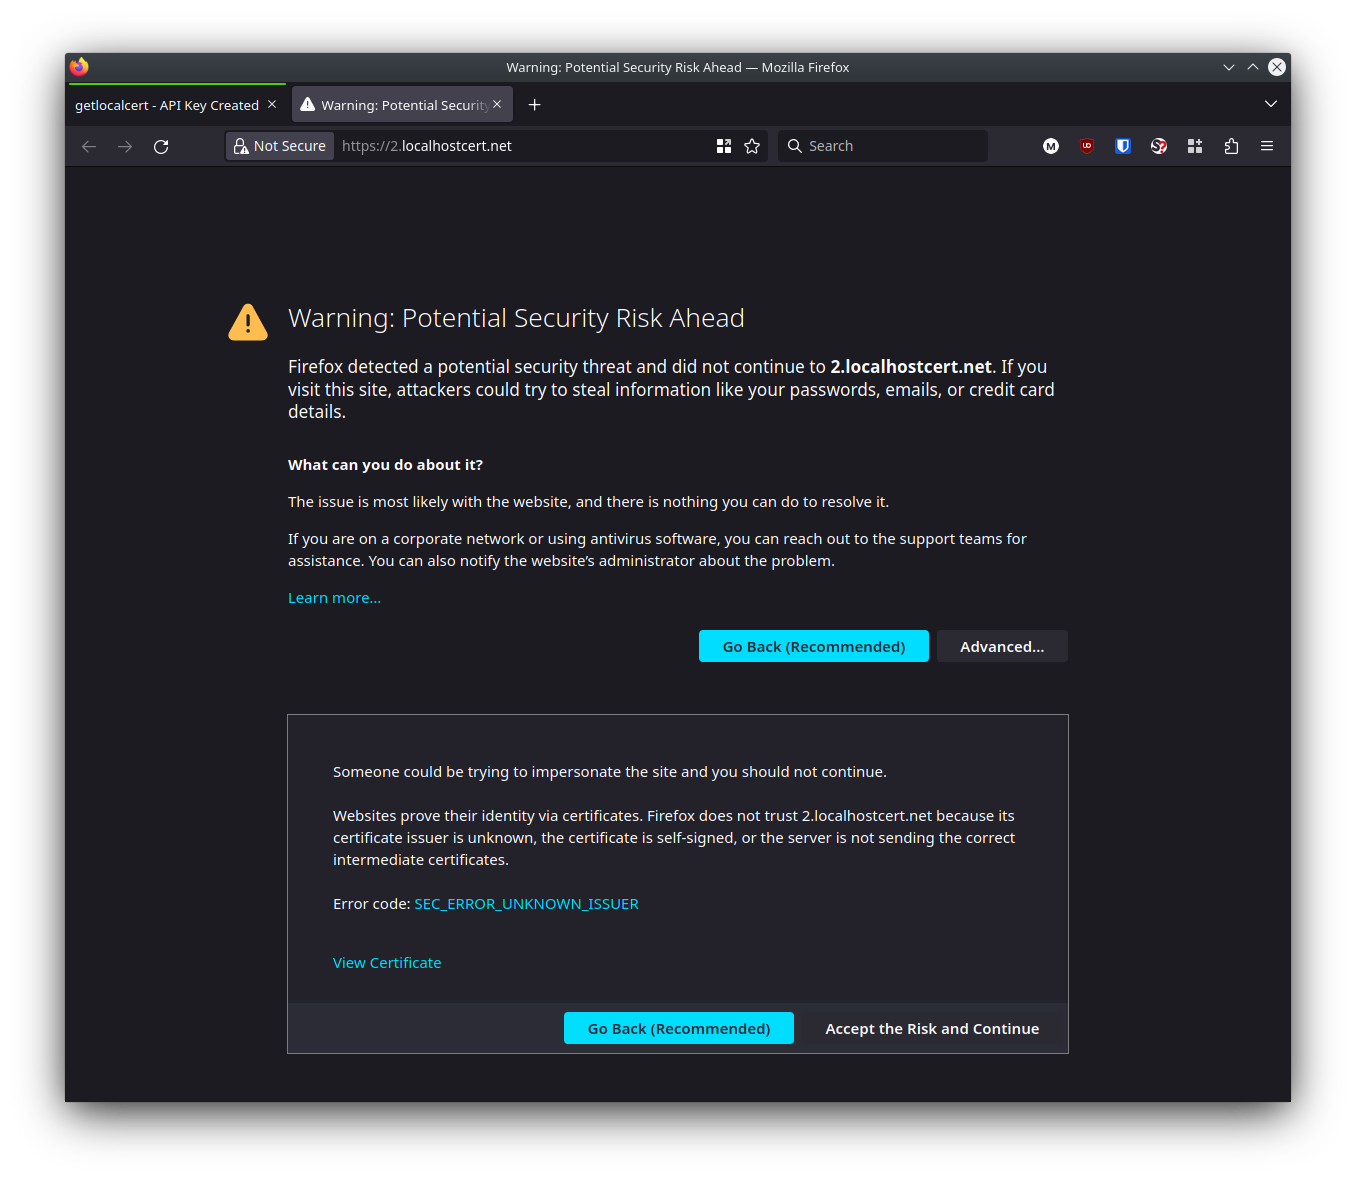 Warning: Potential Security Risk Ahead — Mozilla Firefox
getlocalcert - API Key Created
Warning: Potential Security
Not Secure
https://2.localhostcert.net
Search
M
UD
Warning: Potential Security Risk Ahead
Firefox detected a potential security threat and did not continue to 2.localhostcert.net. If you
visit this site, attackers could try to steal information like your passwords, emails, or credit card
details.
What can you do about it?
The issue is most likely with the website, and there is nothing you can do to resolve it.
If you are on a corporate network or using antivirus software, you can reach out to the support teams for
assistance. You can also notify the website’s administrator about the problem.
Learn more…
Go Back (Recommended)
Advanced…
Someone could be trying to impersonate the site and you should not continue.
Websites prove their identity via certificates. Firefox does not trust 2.localhostcert.net because its
certificate issuer is unknown, the certificate is self-signed, or the server is not sending the correct
intermediate certificates.
Error code: SEC_ERROR_UNKNOWN_ISSUER
View Certificate
Go Back (Recommended)
Accept the Risk and Continue